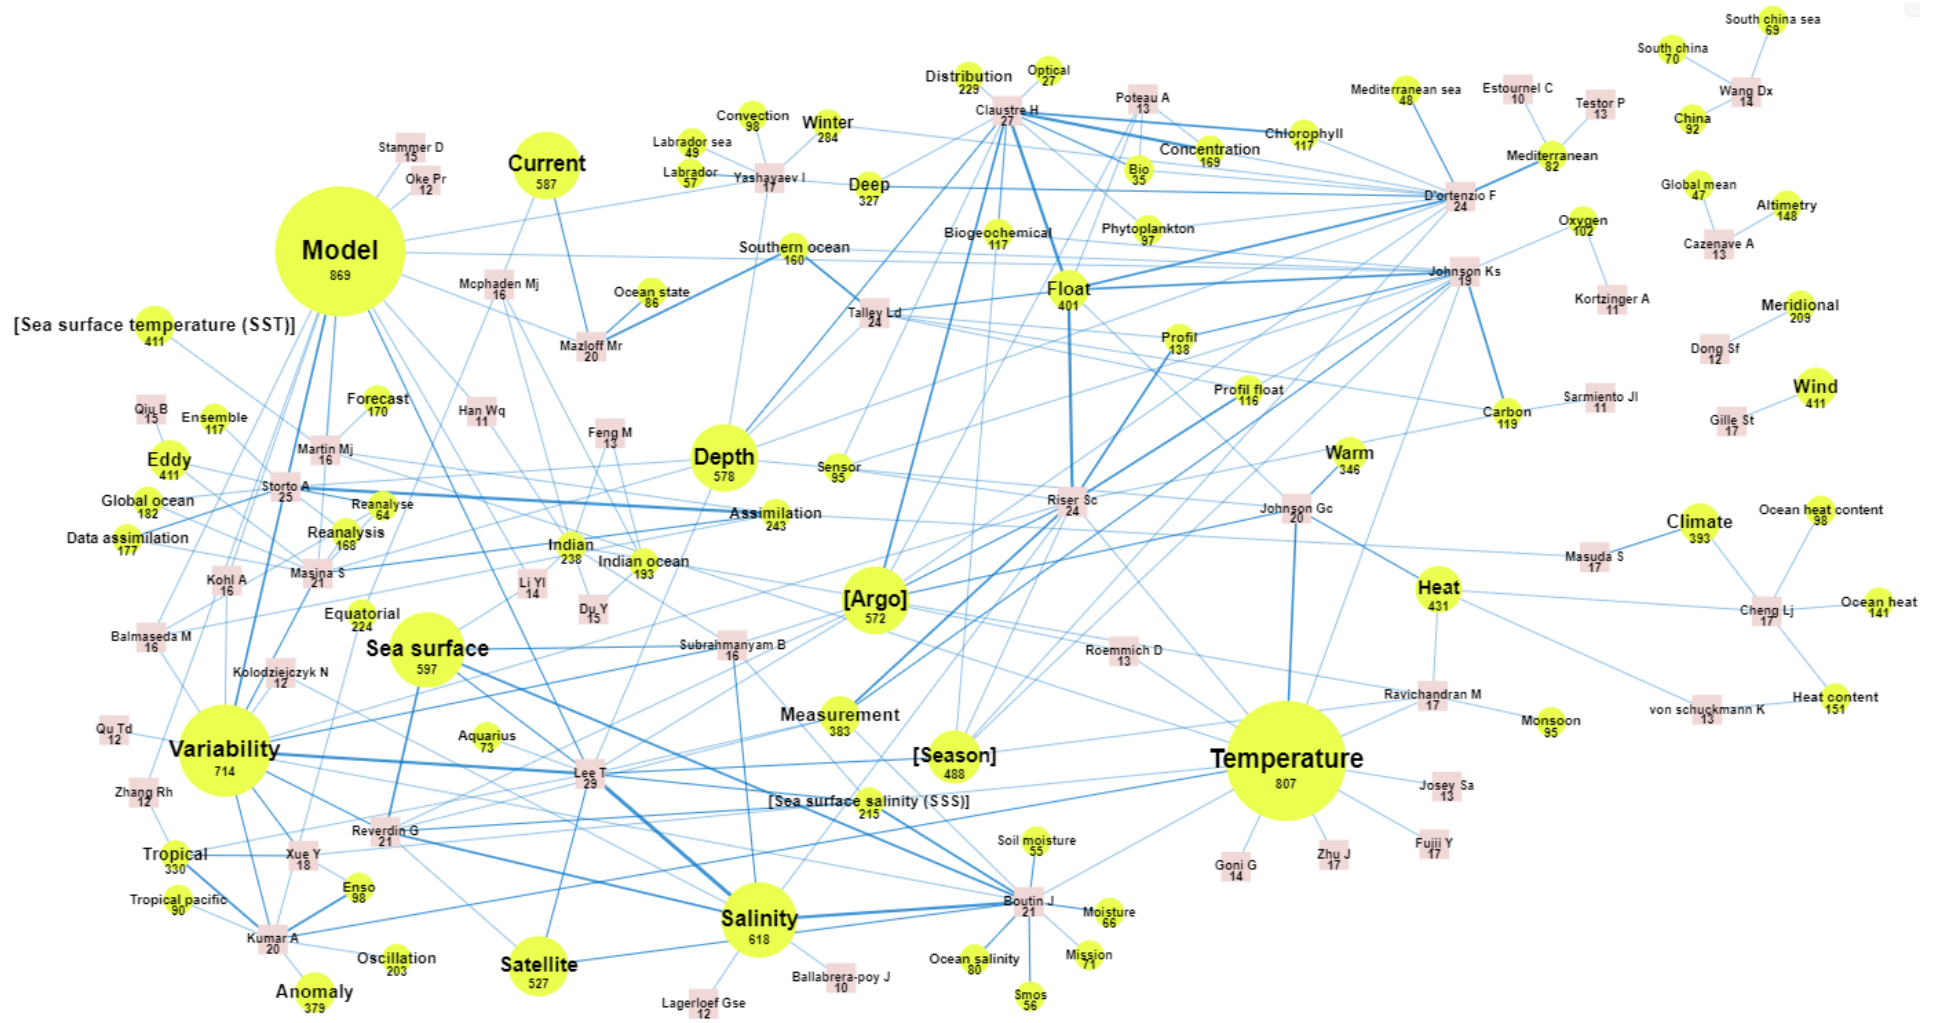 South china sea
69
South china
70
Wang Dx
14
China
92
Distribution
229
Optical
27
Claustre H
27
Poteau A
13
Mediterranean sea
48
Estournel C
10
Testor P
13
Convection
98
Winter
284
Labrador sea
49
Labrador
57
Yashayaev I
17
Stammer D
15
Oke Pr
12
Current
587
Deep
327
Concentration
169
Chlorophyll
117
Bio
35
Mediterranean
82
D'ortenzio F
24
Global mean
47
Altimetry
148
Cazenave A
13
Model
869
Southern ocean
160
Biogeochemical
117
Phytoplankton
97
Oxygen
102
Johnson Ks
19
Kortzinger A
11
Mcphaden Mj
16
Ocean state
86
Float
401
Talley Ld
24
Meridional
209
Dong Sf
12
[Sea surface temperature (SST)]
411
Mazloff Mr
20
Profil
138
Profil float
116
Sarmiento Jl
11
Carbon
119
Wind
411
Gille St
17
Qiu B
15
Ensemble
117
Forecast
170
Han Wq
11
Feng M
13
Martin Mj
16
Eddy
411
Depth
578
Sensor
95
Warm
346
Storto A
25
Global ocean
182
Reanalyse
64
Reanalysis
168
Assimilation
243
Riser Sc
24
Johnson Gc
20
Data assimilation
177
Indian
238
Indian ocean
193
Masuda S
17
Climate
393
Ocean heat content
98
Kohl A
16
Masina S
21
Li Yl
14
Du Y
15
[Argo]
572
Heat
431
Cheng Lj
17
Ocean heat
141
Equatorial
224
Balmaseda M
16
Sea surface
597
Subrahmanyam B
16
Roemmich D
13
Kolodziejczyk N
12
Ravichandran M
17
von schuckmann K
13
Heat content
151
Measurement
383
Monsoon
95
Qu Td
12
Variability
714
Aquarius
73
[Season]
488
Temperature
807
Lee T
29
Zhang Rh
12
[Sea surface salinity (SSS)]
215
Josey Sa
13
Reverdin G
21
Soil moisture
55
Goni G
14
Zhu J
17
Fujii Y
17
Tropical
330
Xue Y
18
Enso
98
Tropical pacific
90
Boutin J
21
Moisture
66
Salinity
618
Kumar A
20
Oscillation
203
Satellite
527
Ocean salinity
80
Mission
71
Ballabrera-poy J
10
Anomaly
379
Lagerloef Gse
12
Smos
56